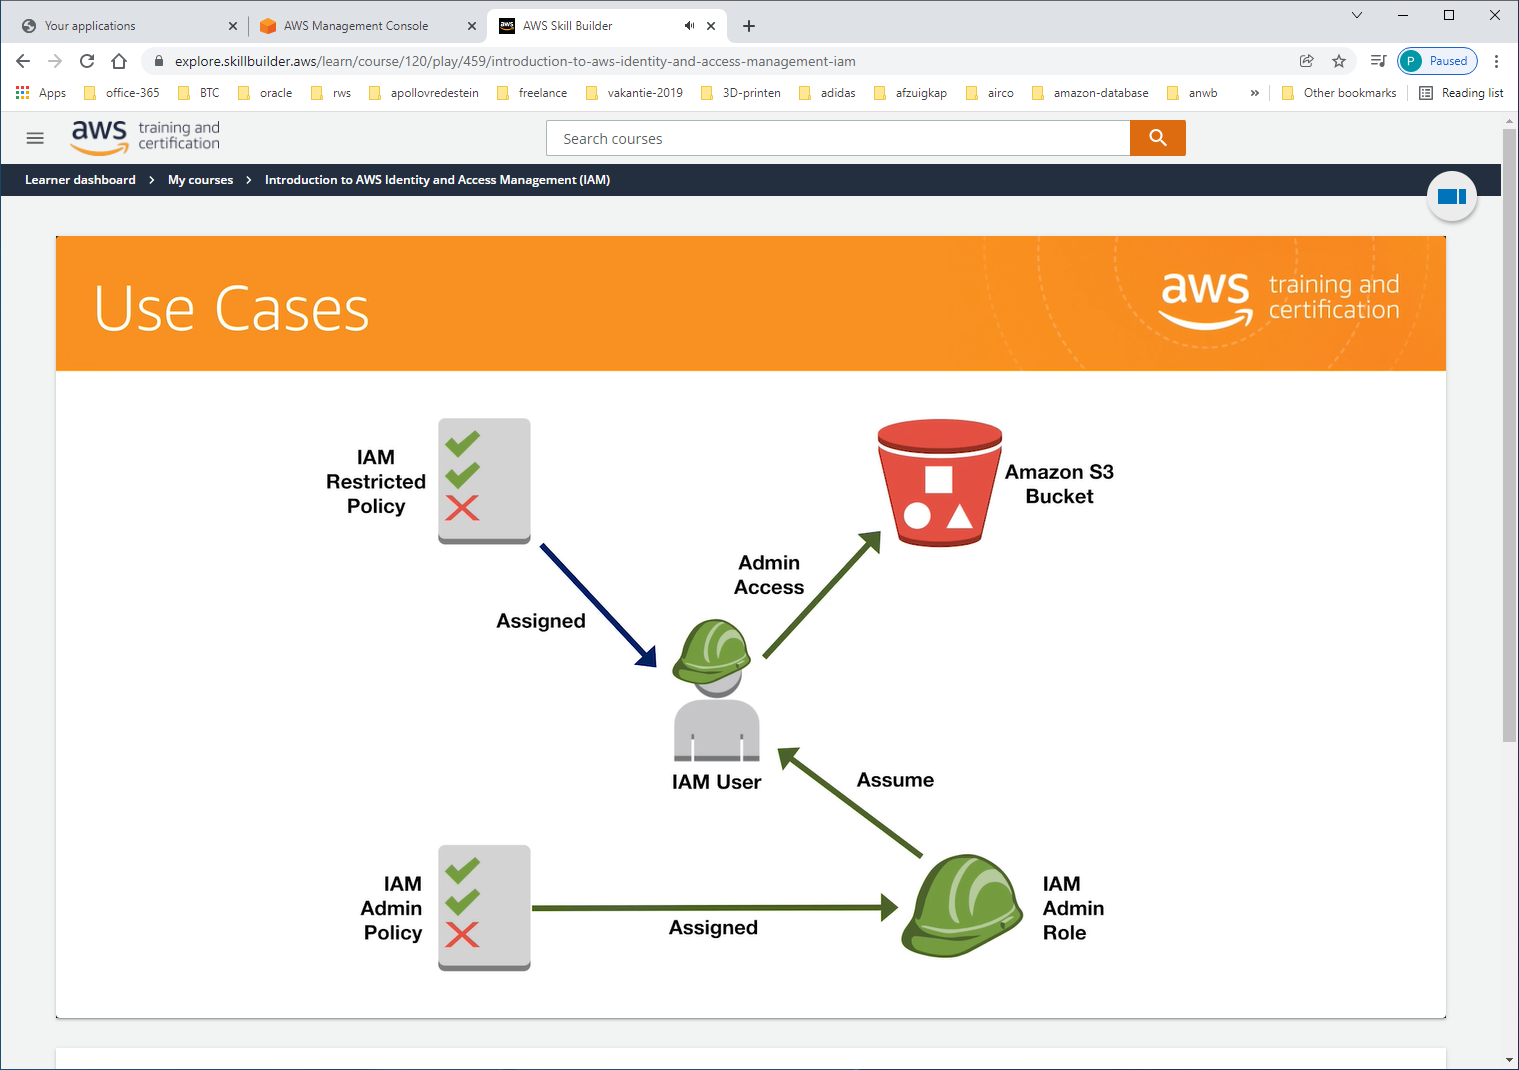 Your applications
AWS Management Console
aws
AWS Skill Builder
explore.skillbuilder.aws/learn/course/120/play/459/introduction-to-aws-identity-and-access-management-iam
P
Paused
Apps
office-365
BTC
oracle
rws
apollovredestein
freelance
vakantie-2019
3D-printen
adidas
afzuigkap
airco
amazon-database
anwb
»
Other bookmarks
Reading list
aws
training and
certification
Search courses
Learner dashboard > My courses > Introduction to AWS Identity and Access Management (IAM)
Use Cases
aws
training and
certification
IAM
Restricted
Policy
Amazon S3
Bucket
Admin
Access
Assigned
IAM User
Assume
IAM
Admin
Policy
Assigned
IAM
Admin
Role